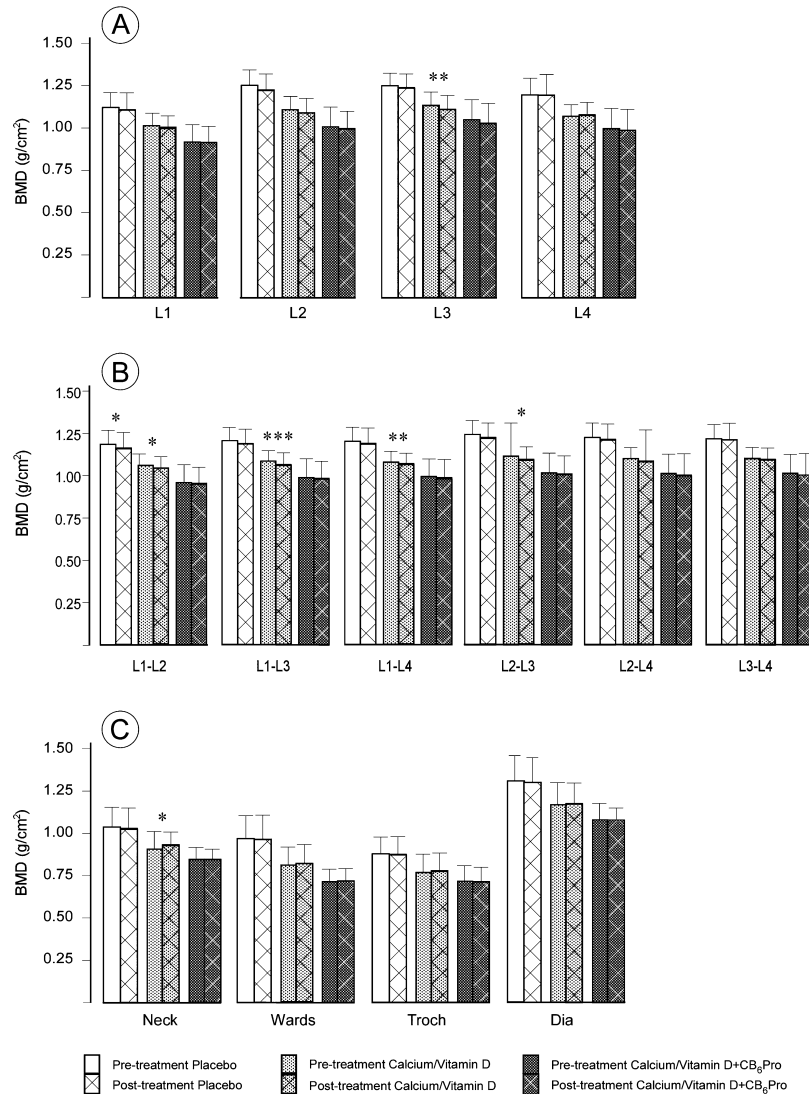 A
BMD (g/cm²)
1.50
1.25
1.00
0.75
0.50
0.25
**
L1 L2 L3 L4
B
BMD (g/cm²)
1.50
1.25
1.00
0.75
0.50
0.25
* * *** ** *
L1-L2 L1-L3 L1-L4 L2-L3 L2-L4 L3-L4
C
BMD (g/cm²)
1.50
1.25
1.00
0.75
0.50
0.25
*
Neck Wards Troch Dia
Pre-treatment Placebo Pre-treatment Calcium/Vitamin D Pre-treatment Calcium/Vitamin D+CB₆Pro
Post-treatment Placebo Post-treatment Calcium/Vitamin D Post-treatment Calcium/Vitamin D+CB₆Pro